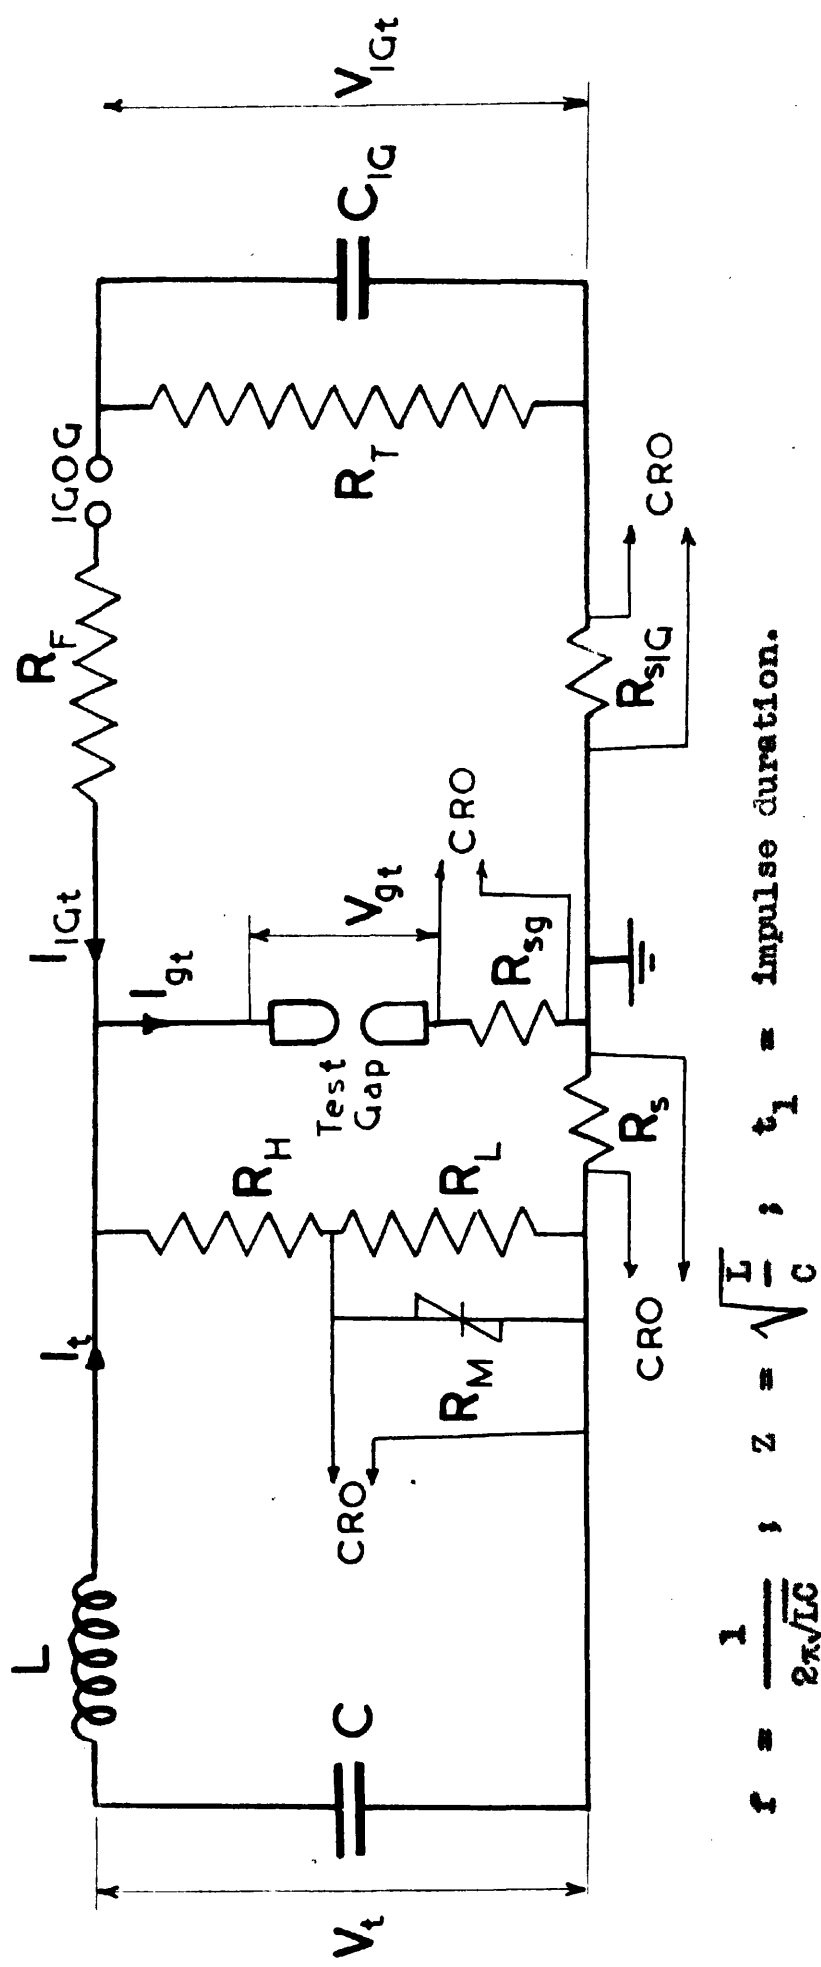 L
I_t
I_IGt
R_F
IGOG
I_gt
V_t
C
CRO
R_M
R_H
R_L
Test
Gap
V_gt
R_sg
CRO
R_T
C_IG
V_IGt
CRO
R_s
R_sIG
CRO
f = 1/(2π√LC) ; Z = √(L/C) ; t_1 = impulse duration.